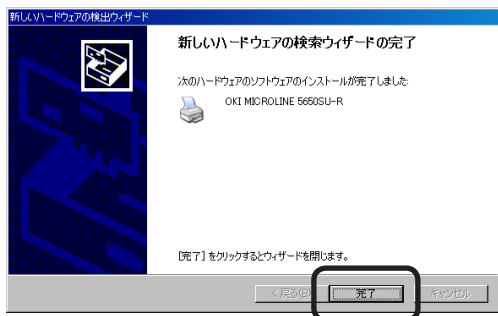 新しいハードウェアの検出ウィザード
新しいハードウェアの検索ウィザードの完了
次のハードウェアのソフトウェアのインストールが完了しました:
OKI MICROLINE 5650SU-R
[完了] をクリックするとウィザードを閉じます。
< 戻る(B) 完了 キャンセル